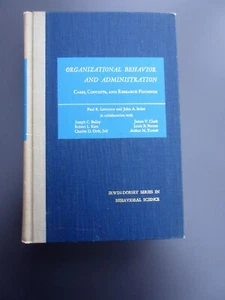 ORGANIZATIONAL BEHAVIOR
AND ADMINISTRATION
CASES, CONCEPTS, AND RESEARCH FINDINGS
Paul R. Lawrence and John A. Seiler
in collaboration with
Joseph C. Bailey
Robert L. Katz
Charles D. Orth, 3rd
James V. Clark
Louis B. Barnes
Arthur N. Turner
IRWIN-DORSEY SERIES IN
BEHAVIORAL SCIENCE